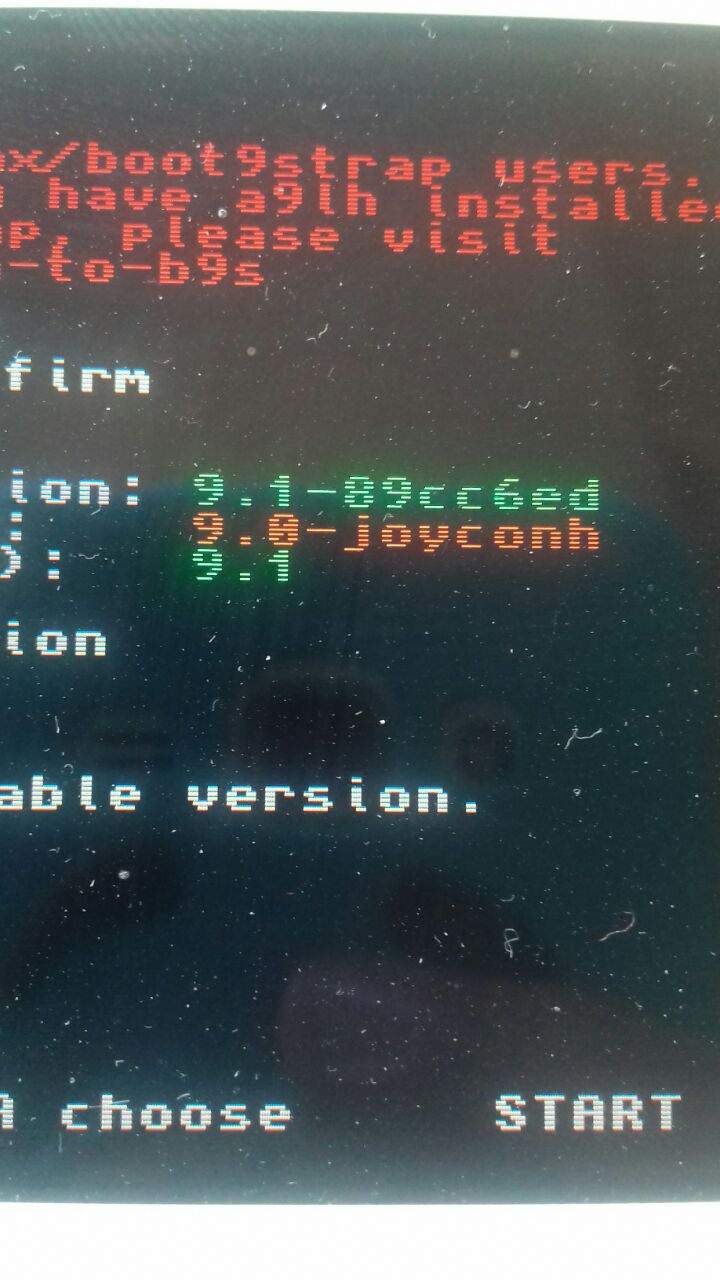 x/boot9strap users.
have a9lh installe
p, please visit
-to-b9s
firm
ion: 9.1-89cc6ed
: 9.0-joyconh
): 9.1
ion
able version.
A choose START